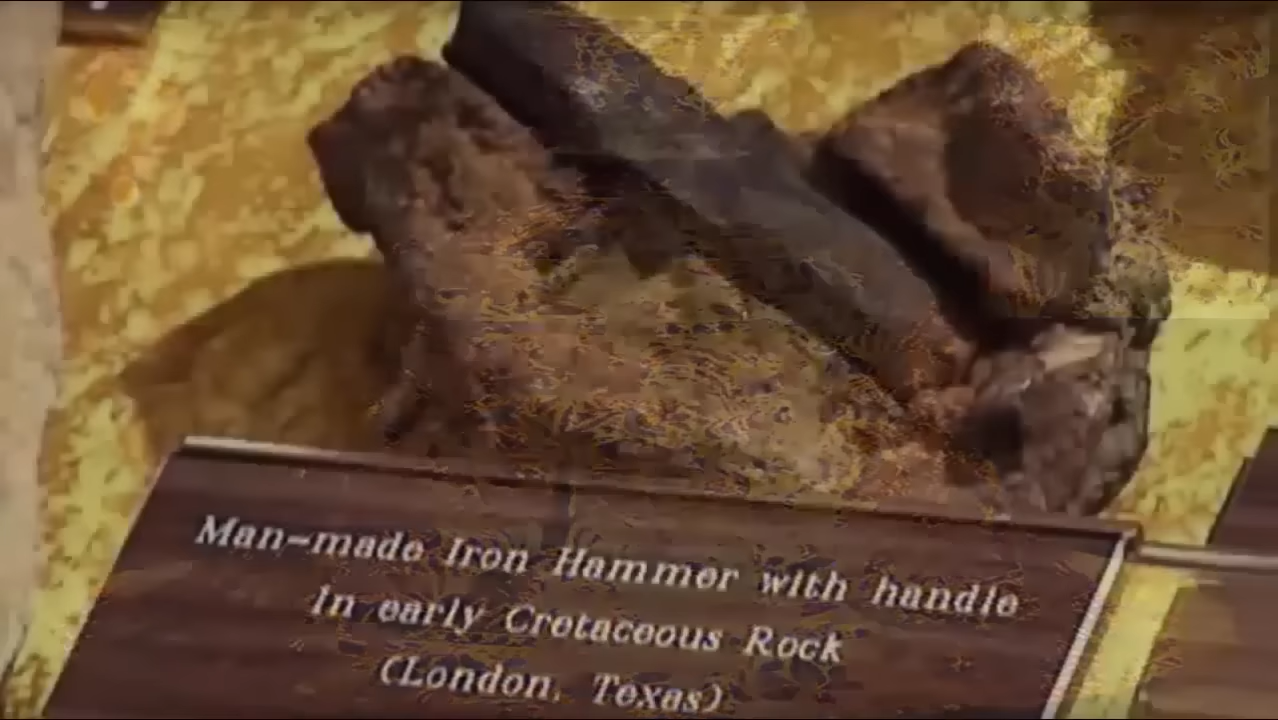 Man-made Iron Hammer with handle
in early Cretaceous Rock
(London, Texas)